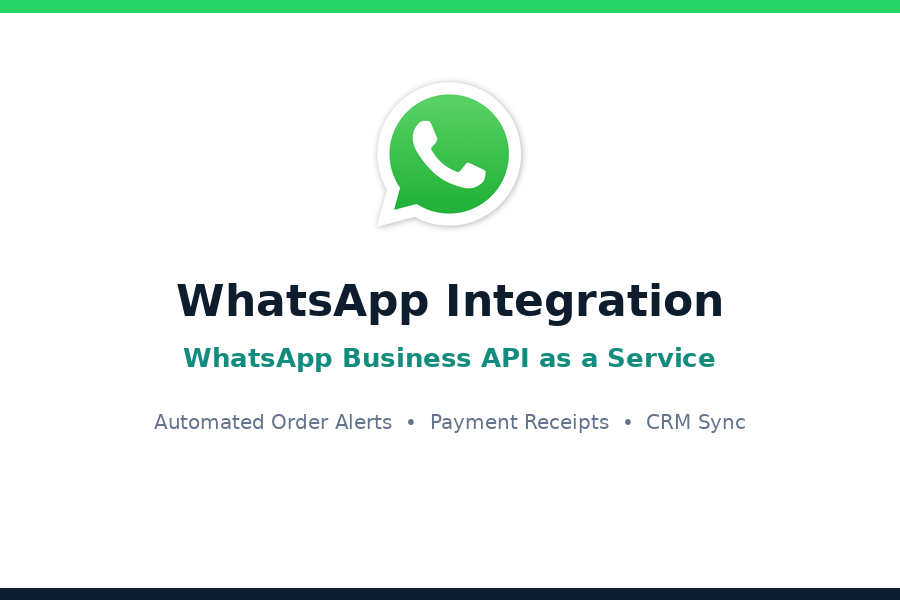 WhatsApp Integration
WhatsApp Business API as a Service
Automated Order Alerts • Payment Receipts • CRM Sync